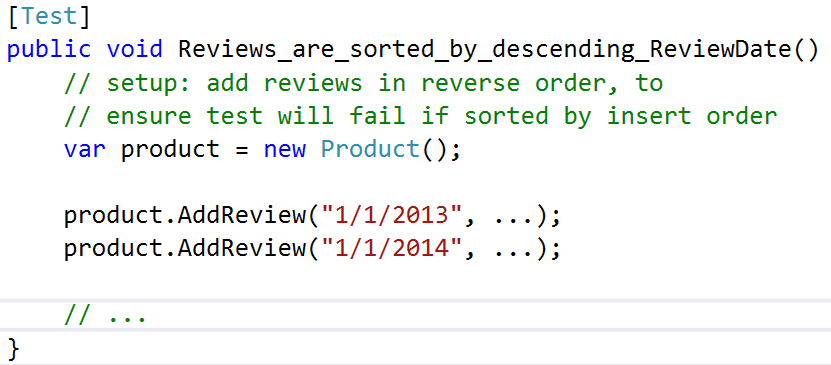 [Test]
public void Reviews_are_sorted_by_descending_ReviewDate()
    // setup: add reviews in reverse order, to
    // ensure test will fail if sorted by insert order
    var product = new Product();

    product.AddReview("1/1/2013", ...);
    product.AddReview("1/1/2014", ...);

    // ...
}